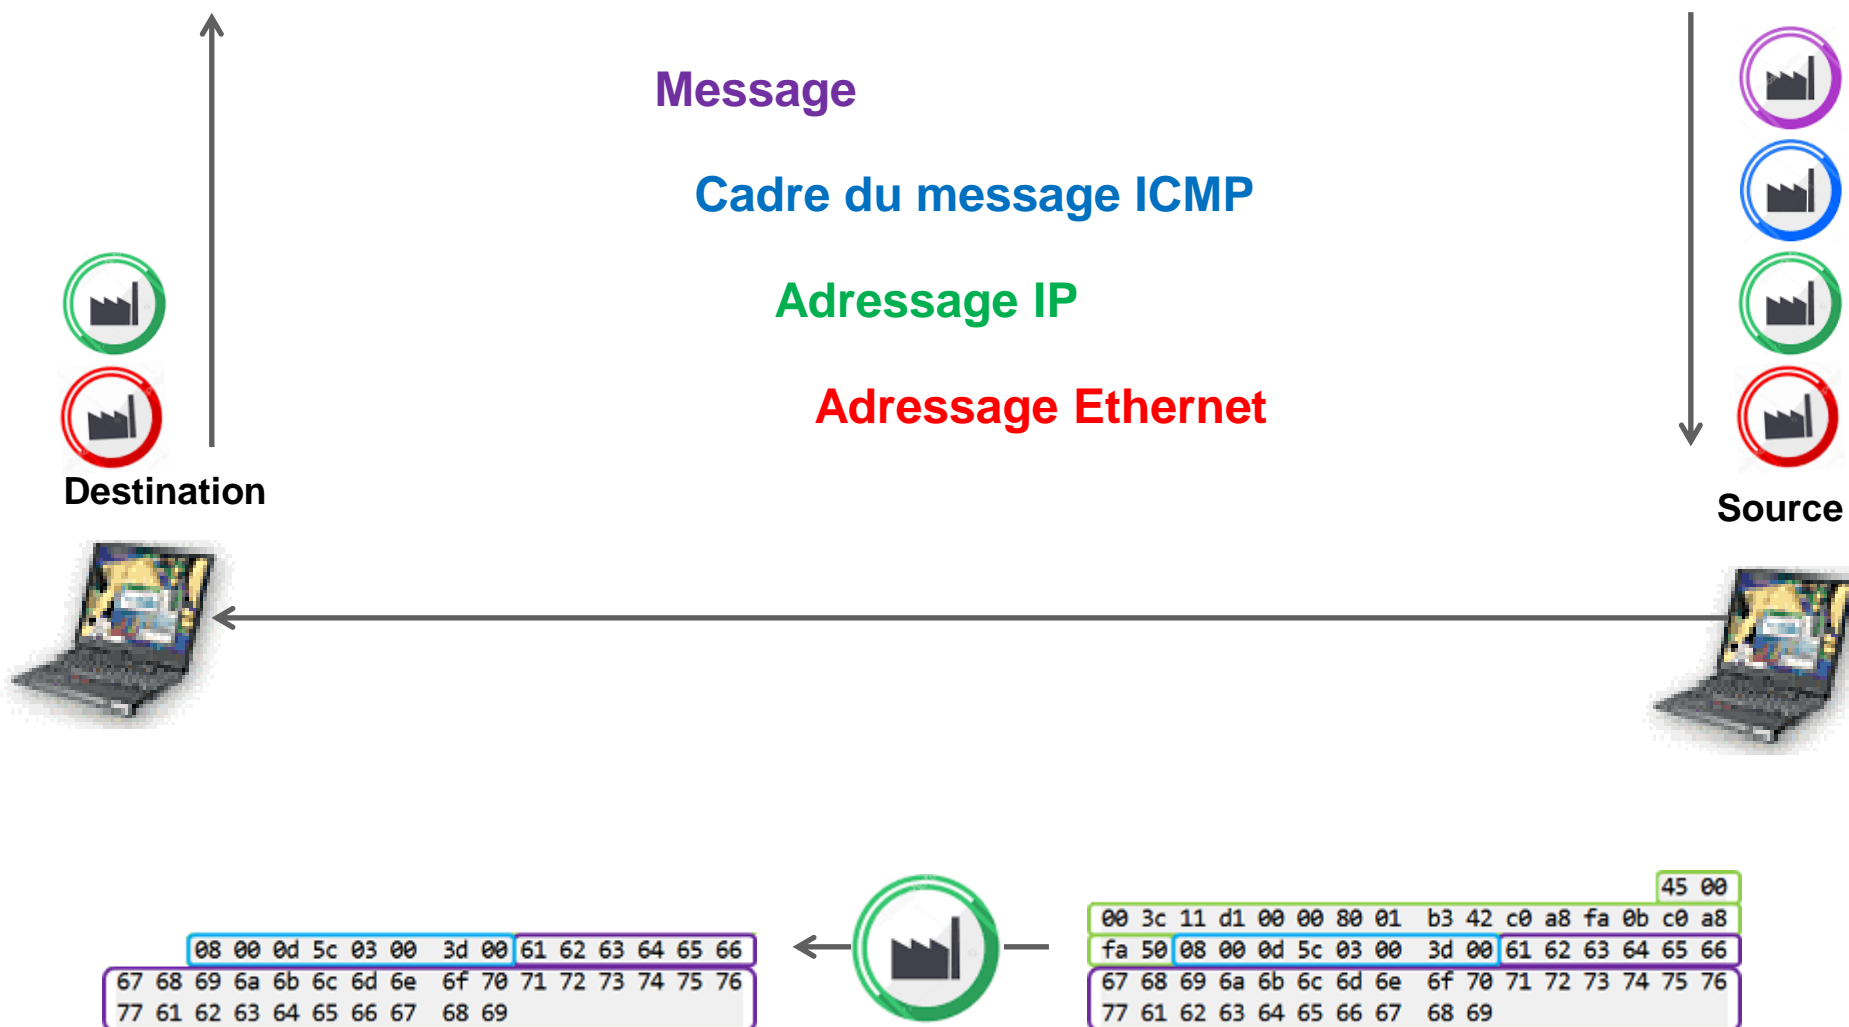 Message
Cadre du message ICMP
Adressage IP
Adressage Ethernet
Destination
Source
08 00 0d 5c 03 00 3d 00 61 62 63 64 65 66
67 68 69 6a 6b 6c 6d 6e 6f 70 71 72 73 74 75 76
77 61 62 63 64 65 66 67 68 69
45 00
00 3c 11 d1 00 00 80 01 b3 42 c0 a8 fa 0b c0 a8
fa 50 08 00 0d 5c 03 00 3d 00 61 62 63 64 65 66
67 68 69 6a 6b 6c 6d 6e 6f 70 71 72 73 74 75 76
77 61 62 63 64 65 66 67 68 69